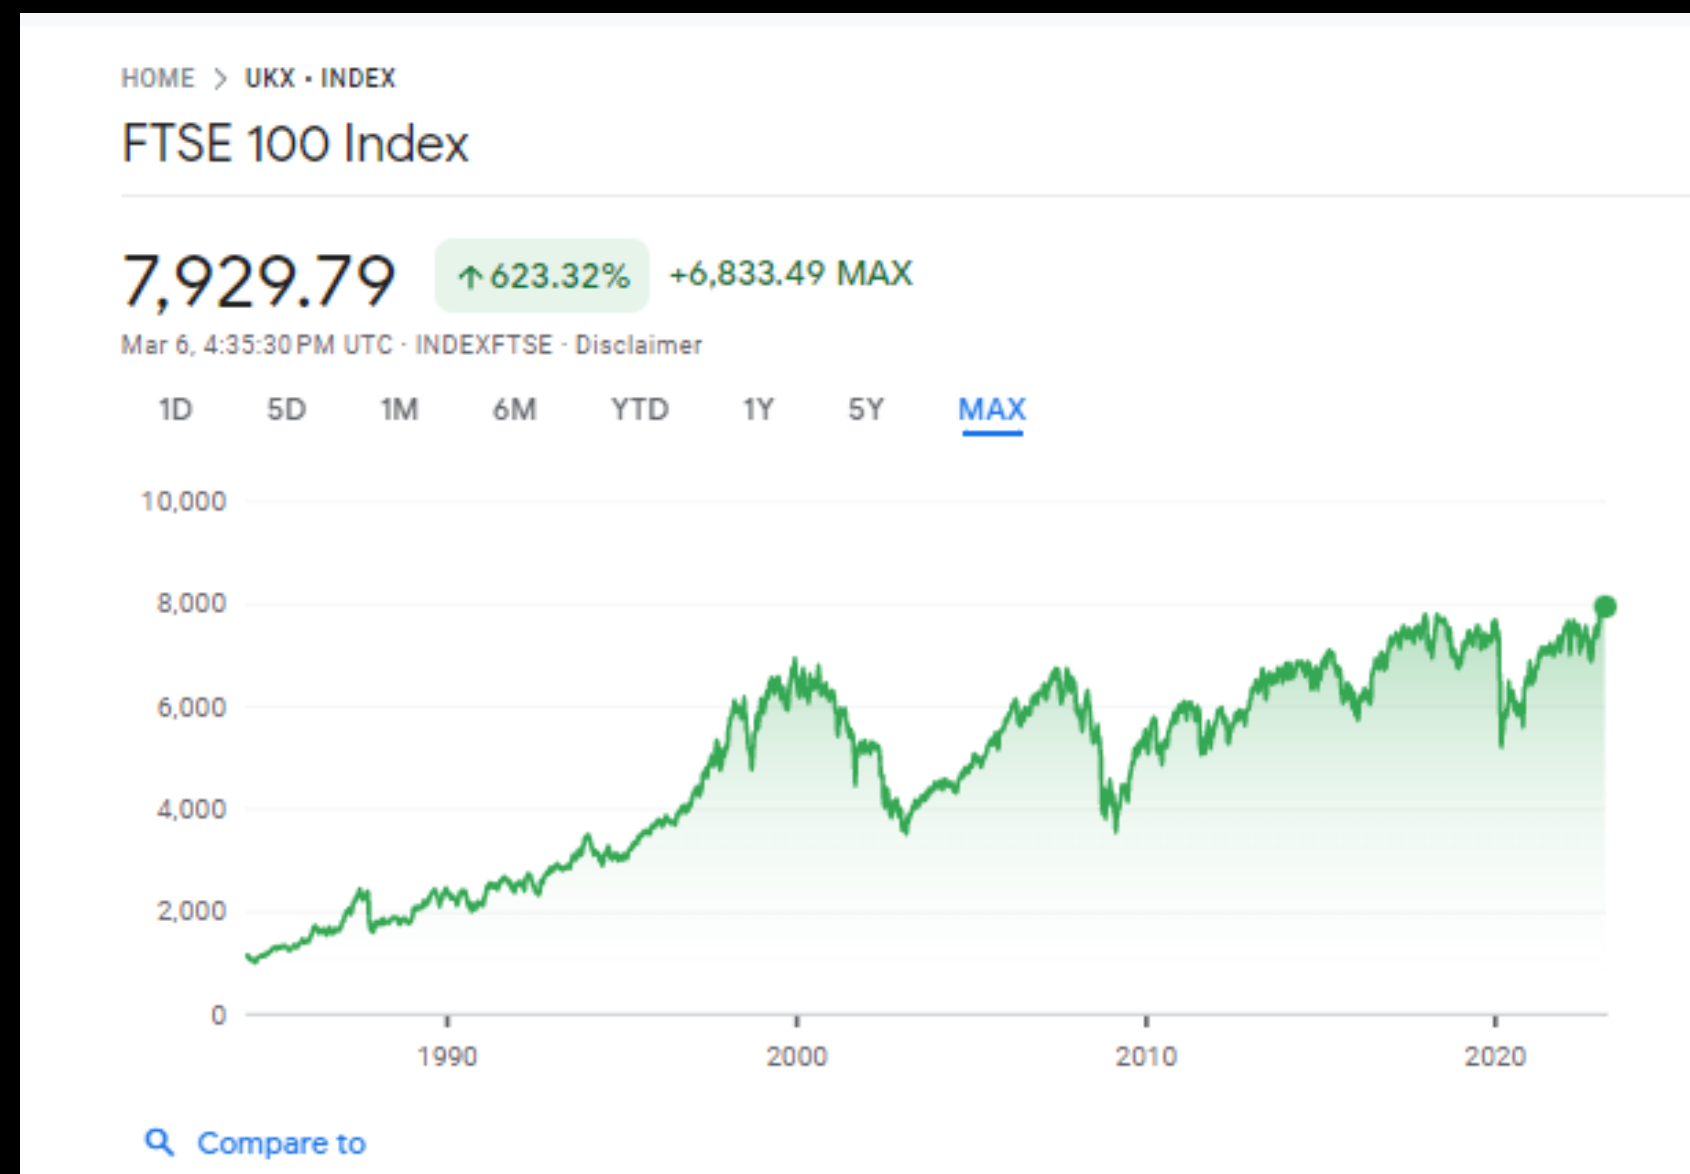 HOME > UKX • INDEX
FTSE 100 Index
7,929.79 ↑623.32% +6,833.49 MAX
Mar 6, 4:35:30 PM UTC · INDEXFTSE · Disclaimer
1D 5D 1M 6M YTD 1Y 5Y MAX
10,000
8,000
6,000
4,000
2,000
0
1990 2000 2010 2020
Compare to